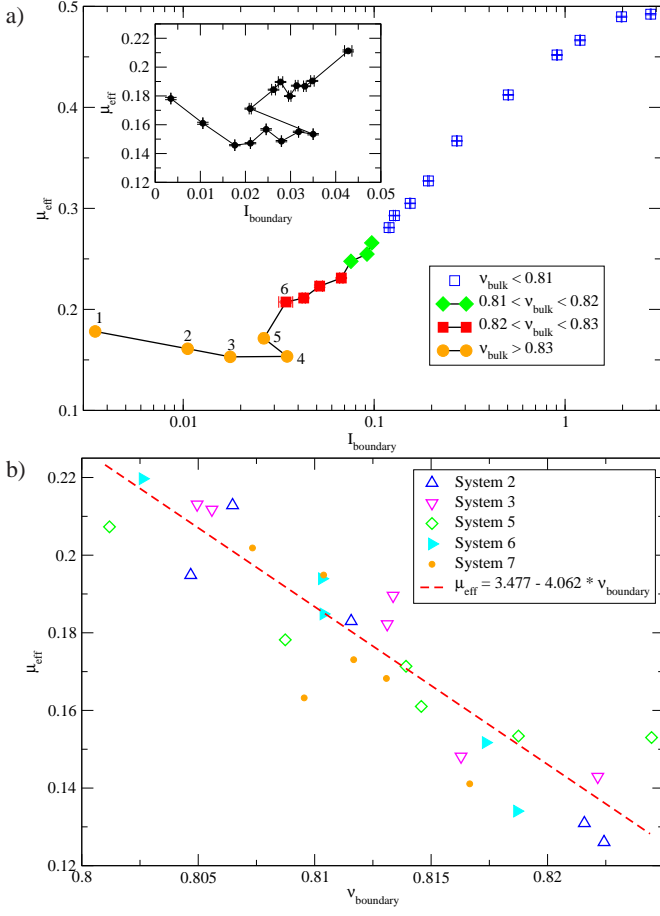 a)
0.22
0.2
0.18
0.16
0.14
0.12
μeff
0
0.01
0.02
0.03
0.04
0.05
Iboundary
0.5
0.4
0.3
0.2
0.1
μeff
1
2
3
4
5
6
νbulk < 0.81
0.81 < νbulk < 0.82
0.82 < νbulk < 0.83
νbulk > 0.83
0.01
0.1
1
Iboundary
b)
0.22
0.2
0.18
0.16
0.14
0.12
μeff
System 2
System 3
System 5
System 6
System 7
μeff = 3.477 - 4.062 * νboundary
0.8
0.805
0.81
0.815
0.82
νboundary